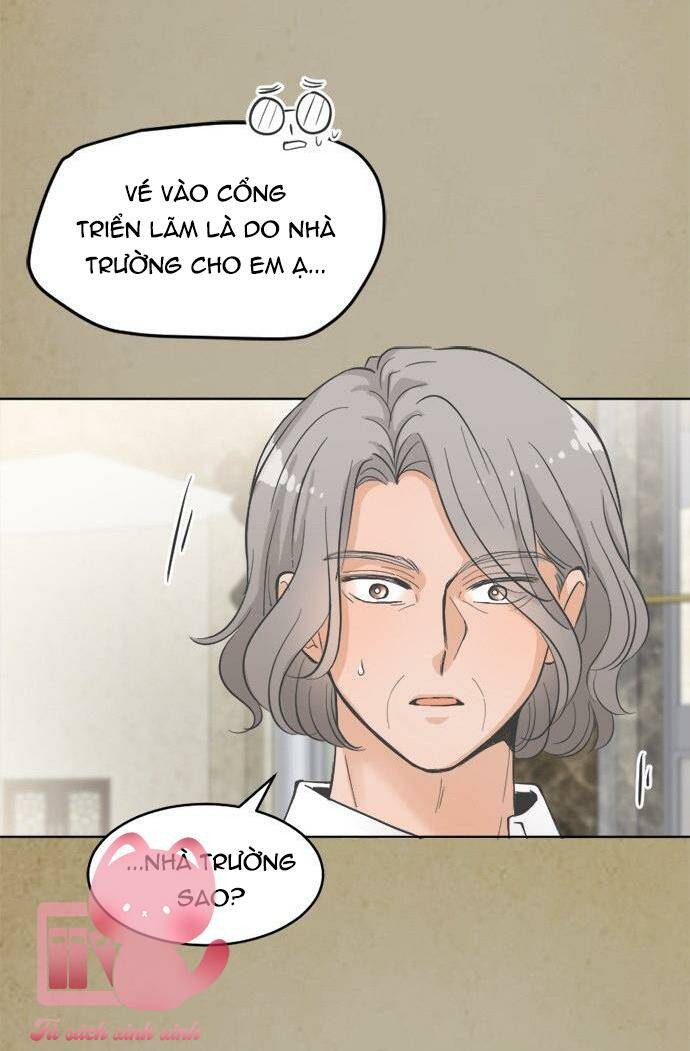 VÉ VÀO CỔNG
TRIỂN LÃM LÀ DO NHÀ
TRƯỜNG CHO EM Ạ...
...NHÀ TRƯỜNG
SAO?
Tủ sách xinh xinh